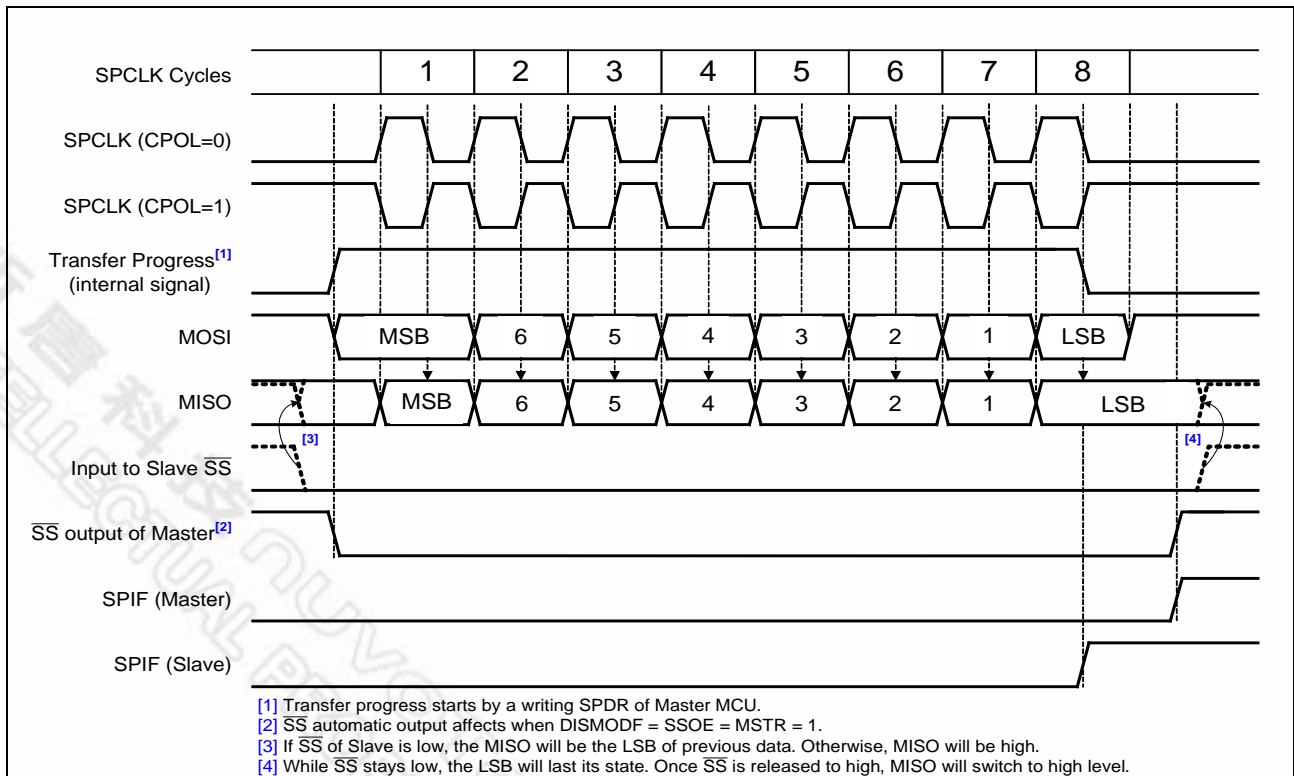 SPCLK Cycles 1 2 3 4 5 6 7 8
SPCLK (CPOL=0)
SPCLK (CPOL=1)
Transfer Progress[1]
(internal signal)
MOSI MSB 6 5 4 3 2 1 LSB
MISO MSB 6 5 4 3 2 1 LSB
[3] [4]
Input to Slave SS
SS output of Master[2]
SPIF (Master)
SPIF (Slave)
[1] Transfer progress starts by a writing SPDR of Master MCU.
[2] SS automatic output affects when DISMODF = SSOE = MSTR = 1.
[3] If SS of Slave is low, the MISO will be the LSB of previous data. Otherwise, MISO will be high.
[4] While SS stays low, the LSB will last its state. Once SS is released to high, MISO will switch to high level.